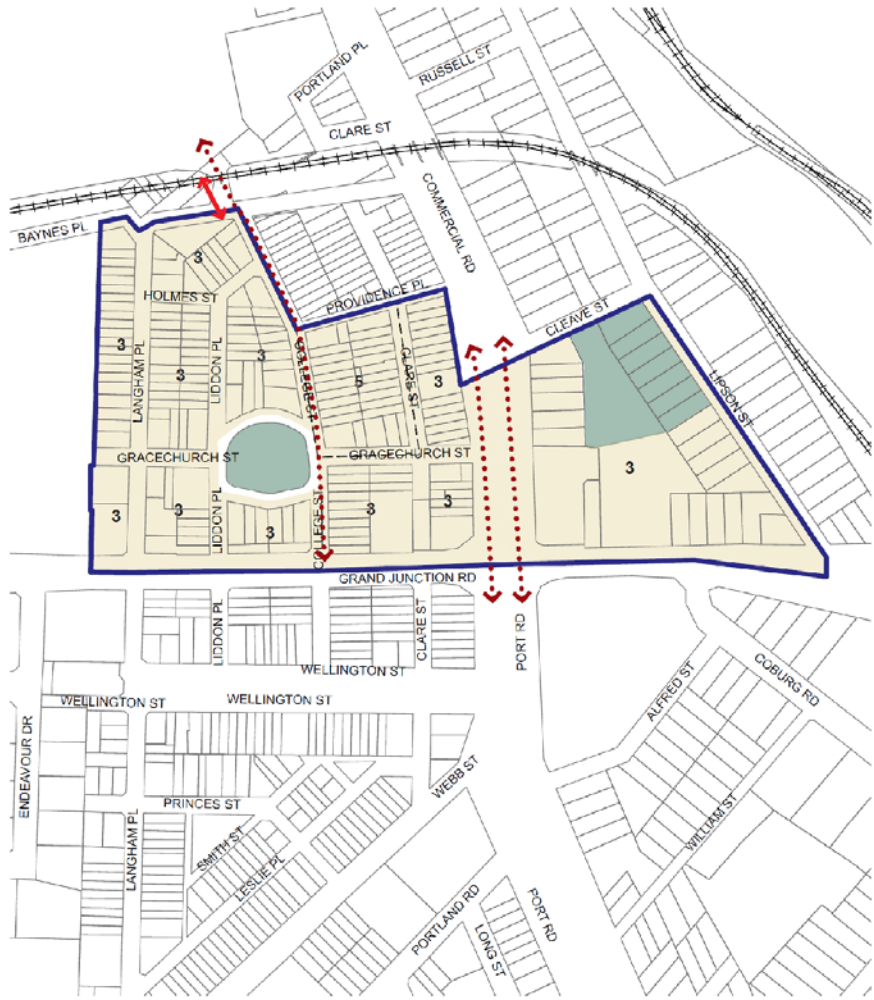 PORTLAND PL
RUSSELL ST
CLARE ST
COMMERCIAL RD
BAYNES PL
3
HOLMES ST
PROVIDENCE PL
CLEAVE ST
LANGHAM PL
3
3
LIDDON PL
3
COLLEGE ST
5
CLARE ST
3
LIPSON ST
GRACECHURCH ST
GRACECHURCH ST
3
3
3
LIDDON PL
3
COLLEGE ST
3
3
GRAND JUNCTION RD
LIDDON PL
CLARE ST
PORT RD
WELLINGTON ST
WELLINGTON ST
WELLINGTON ST
ALFRED ST
COBURG RD
ENDEAVOUR DR
WEBB ST
PRINCES ST
LANGHAM PL
SMITH ST
LESLIE PL
WILLIAM ST
PORTLAND RD
LONG ST
PORT RD